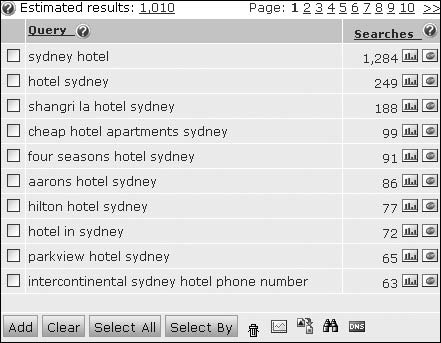 Estimated results: 1,010 Page: 1 2 3 4 5 6 7 8 9 10 >>
Query Searches
sydney hotel 1,284
hotel sydney 249
shangri la hotel sydney 188
cheap hotel apartments sydney 99
four seasons hotel sydney 91
aarons hotel sydney 86
hilton hotel sydney 77
hotel in sydney 72
parkview hotel sydney 65
intercontinental sydney hotel phone number 63
Add Clear Select All Select By DNS